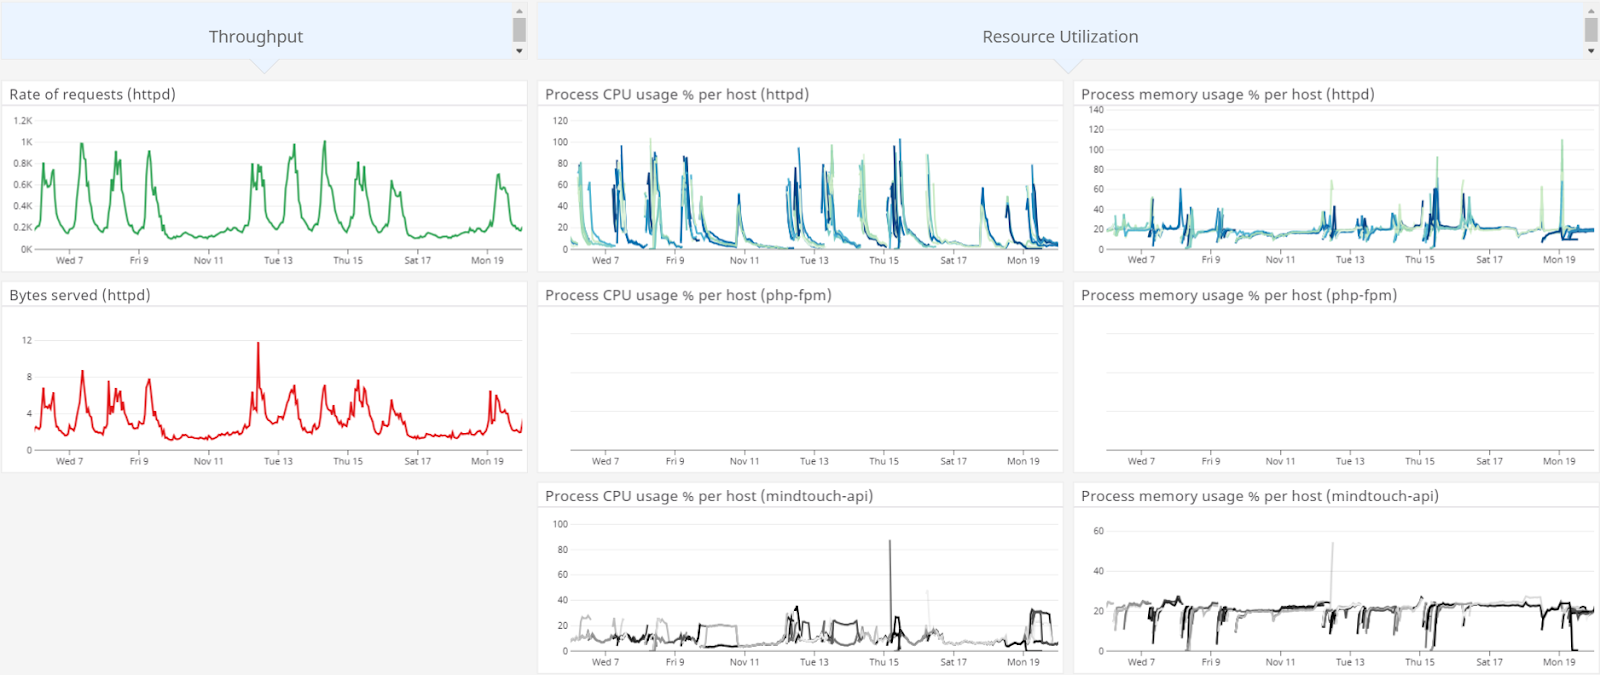 Throughput
Resource Utilization
Rate of requests (httpd)
1.2K
1K
0.8K
0.6K
0.4K
0.2K
0K
Wed 7 Fri 9 Nov 11 Tue 13 Thu 15 Sat 17 Mon 19
Process CPU usage % per host (httpd)
120
100
80
60
40
20
0
Wed 7 Fri 9 Nov 11 Tue 13 Thu 15 Sat 17 Mon 19
Process memory usage % per host (httpd)
140
120
100
80
60
40
20
0
Wed 7 Fri 9 Nov 11 Tue 13 Thu 15 Sat 17 Mon 19
Bytes served (httpd)
12
8
4
0
Wed 7 Fri 9 Nov 11 Tue 13 Thu 15 Sat 17 Mon 19
Process CPU usage % per host (php-fpm)
Wed 7 Fri 9 Nov 11 Tue 13 Thu 15 Sat 17 Mon 19
Process memory usage % per host (php-fpm)
Wed 7 Fri 9 Nov 11 Tue 13 Thu 15 Sat 17 Mon 19
Process CPU usage % per host (mindtouch-api)
100
80
60
40
20
0
Wed 7 Fri 9 Nov 11 Tue 13 Thu 15 Sat 17 Mon 19
Process memory usage % per host (mindtouch-api)
60
40
20
0
Wed 7 Fri 9 Nov 11 Tue 13 Thu 15 Sat 17 Mon 19